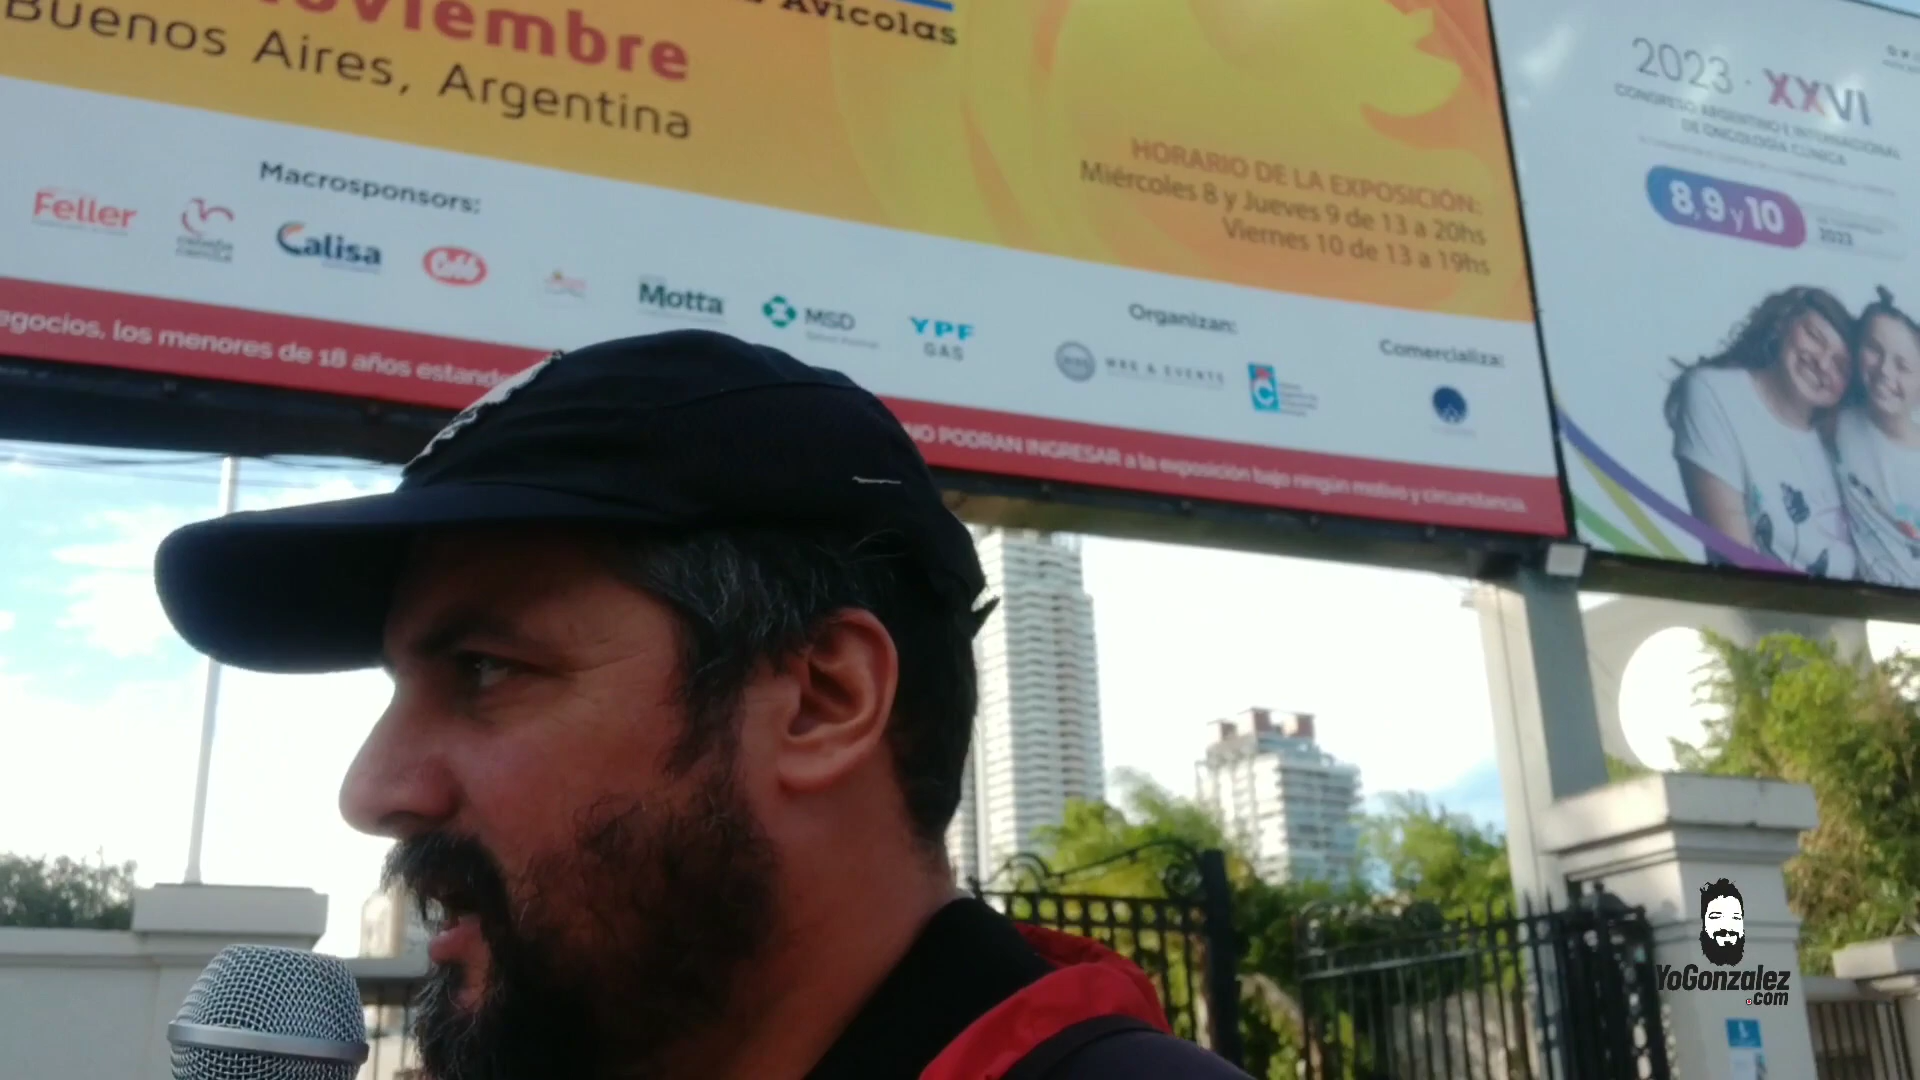 Avícolas
oviembre
Buenos Aires, Argentina
HORARIO DE LA EXPOSICIÓN:
Miércoles 8 y Jueves 9 de 13 a 20hs
Viernes 10 de 13 a 19hs
Macrosponsors:
Feller
Calisa
Cobb
Motta
MSD
YPF
GAS
Organizan:
Comercializa:
egocios, los menores de 18 años estando
NO PODRAN INGRESAR a la exposición bajo ningún motivo y circunstancia.
2023 · XXVI
CONGRESO ARGENTINO E INTERNACIONAL
DE ONCOLOGÍA CLÍNICA
8, 9 y 10
2023
YoGonzalez
.com